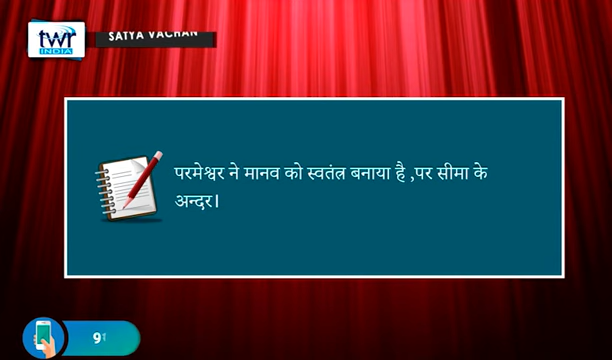 twr
INDIA
SATYA VACHAN
परमेश्वर ने मानव को स्वतंत्र बनाया है ,पर सीमा के
अन्दर।